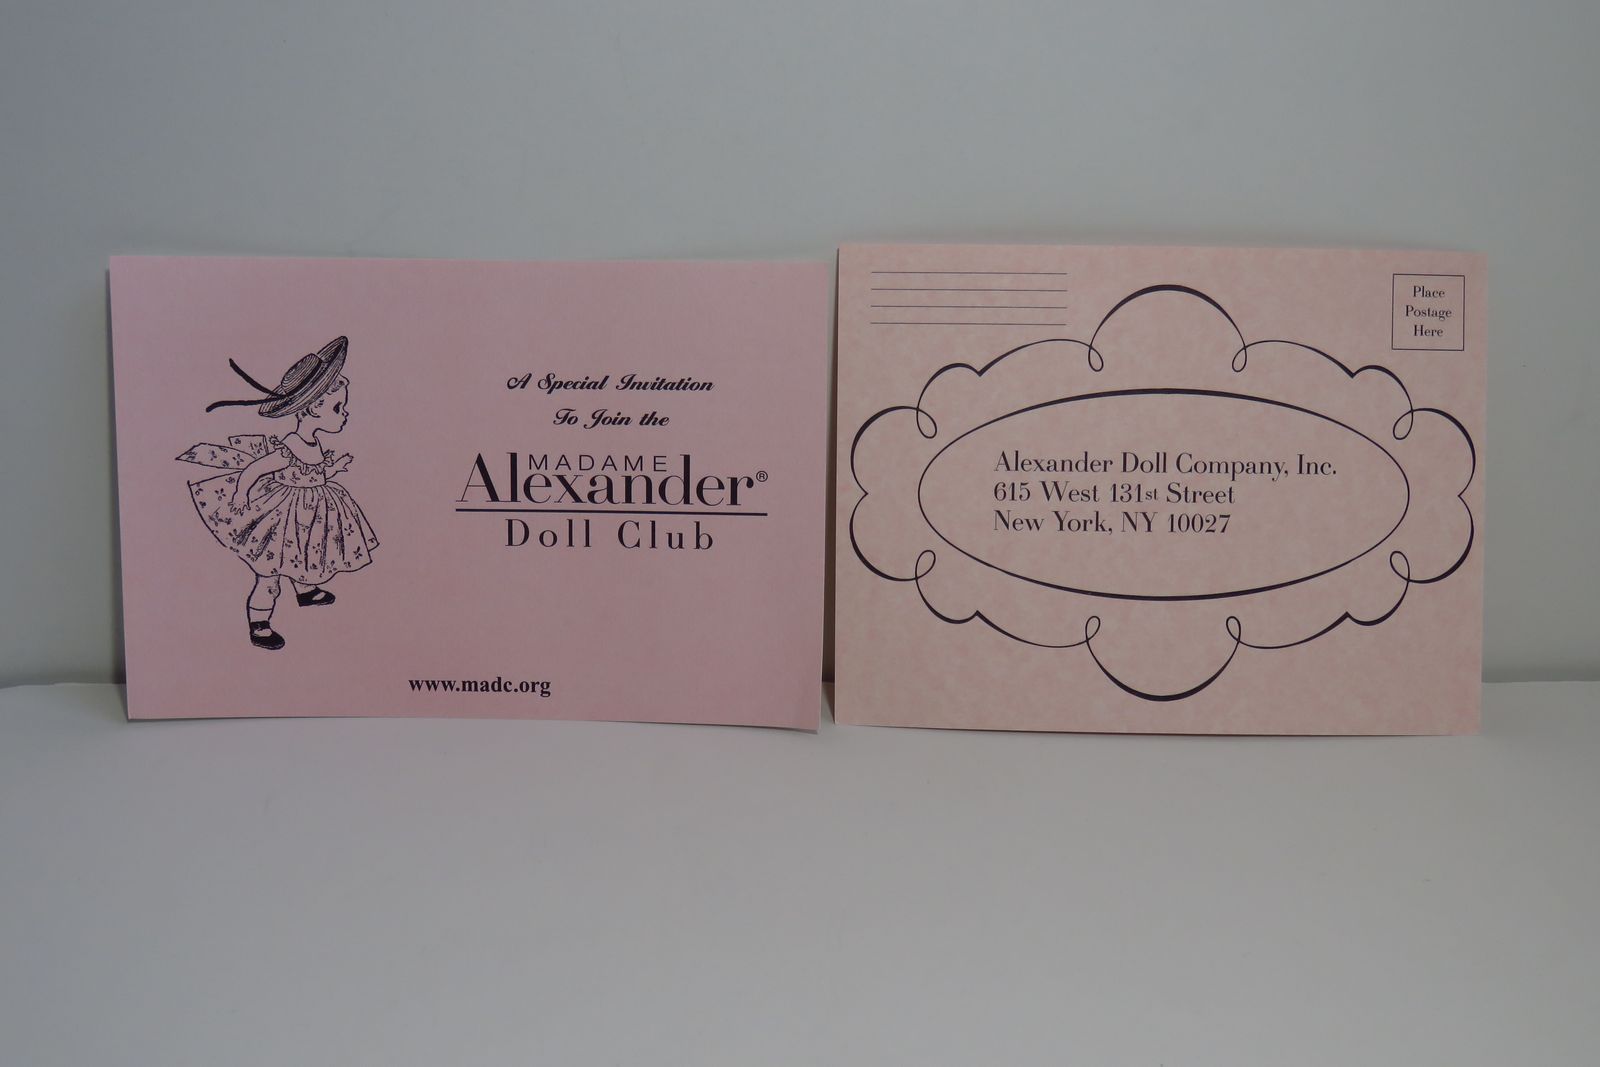 A Special Invitation
To Join the
MADAME
Alexander®
Doll Club
www.madc.org
Place
Postage
Here
Alexander Doll Company, Inc.
615 West 131st Street
New York, NY 10027